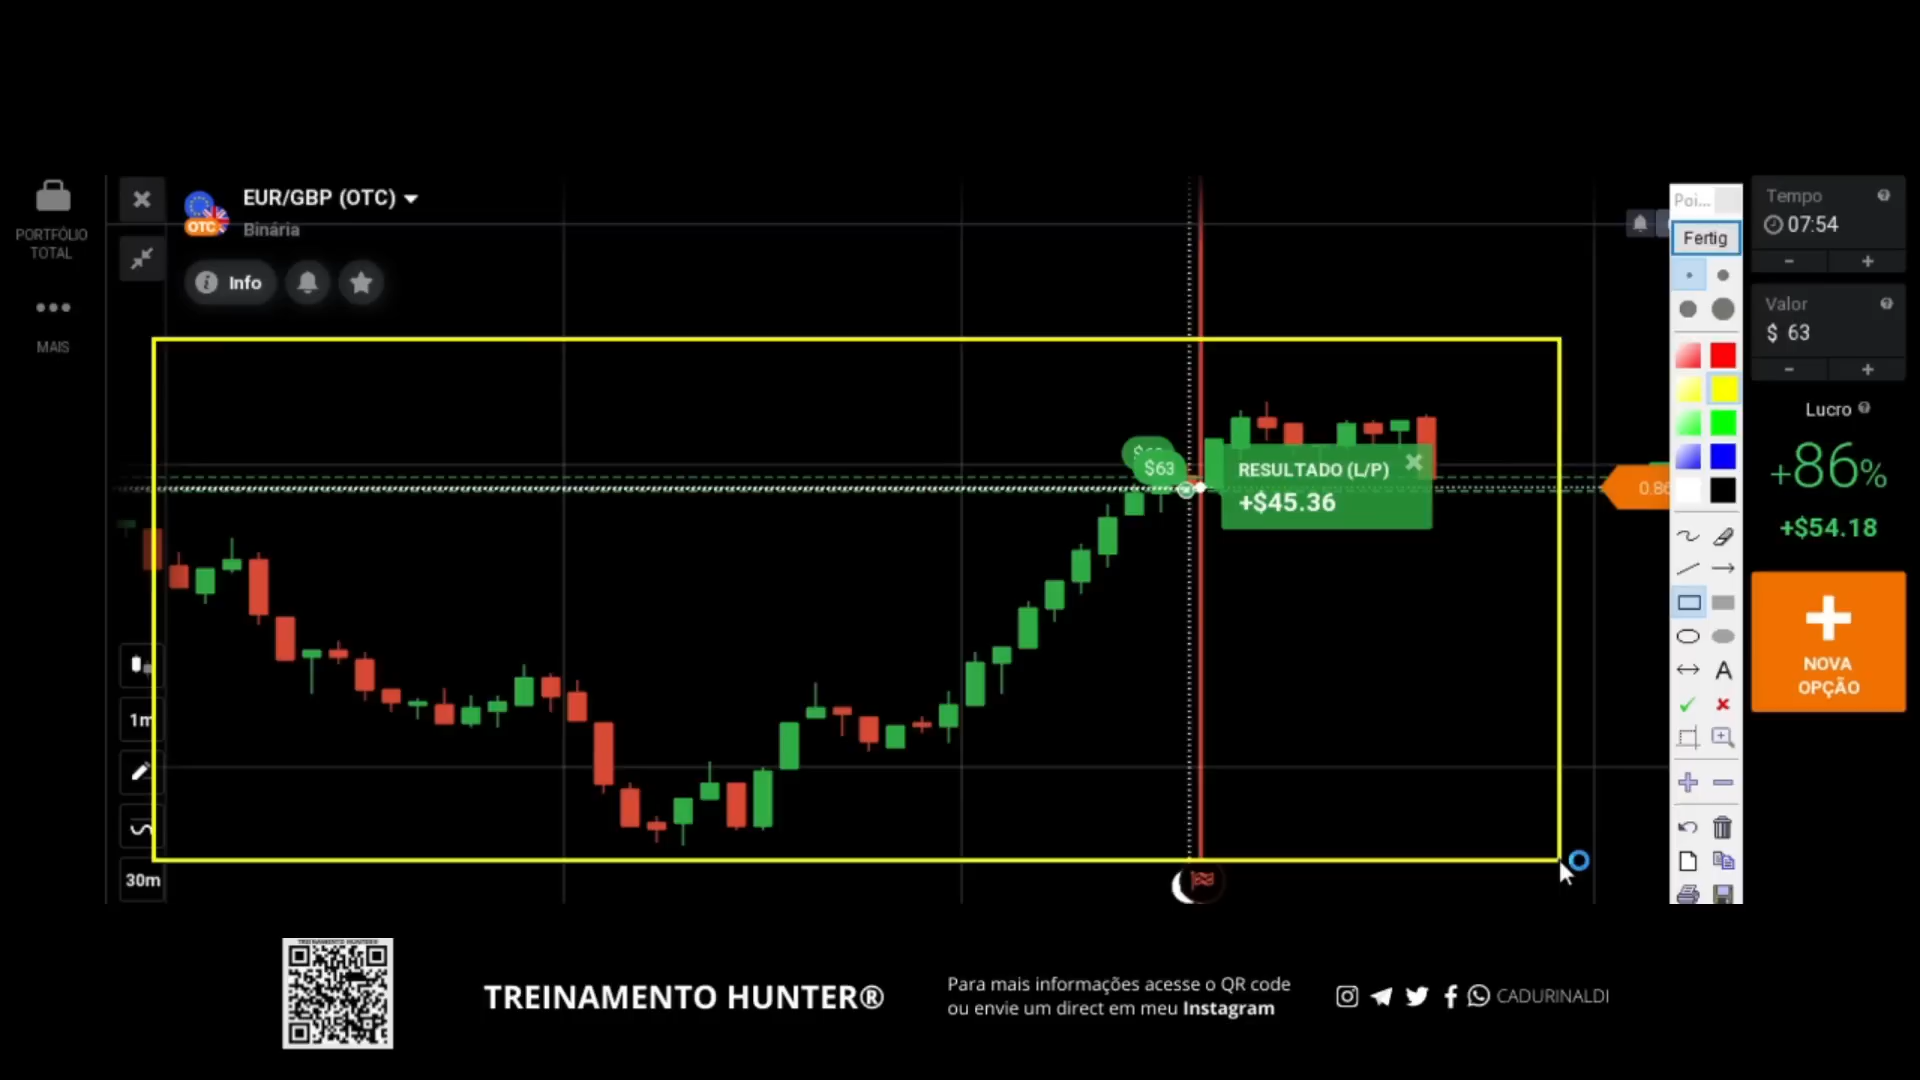 PORTFÓLIO
TOTAL
MAIS
EUR/GBP (OTC)
OTC
Binária
Info
1m
30m
$63
RESULTADO (L/P)
+$45.36
Poi...
Fertig
A
Tempo
07:54
Valor
$ 63
Lucro
+86%
+$54.18
NOVA
OPÇÃO
TREINAMENTO HUNTER®
Para mais informações acesse o QR code
ou envie um direct em meu Instagram
CADURINALDI